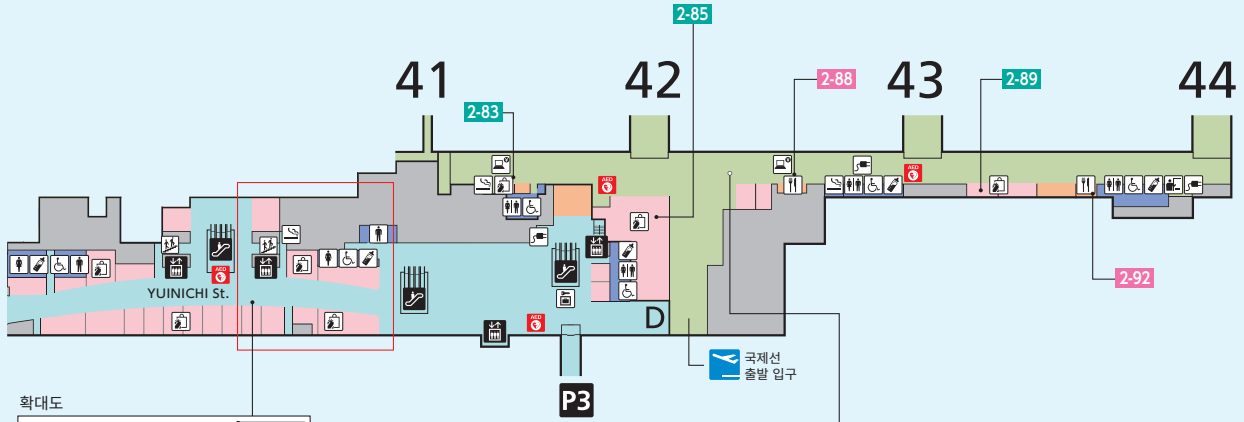 2-85
41
42
2-88
43
2-89
44
2-83
AED
AED
AED
YUINICHI St.
AED
D
2-92
국제선
출발 입구
P3
확대도